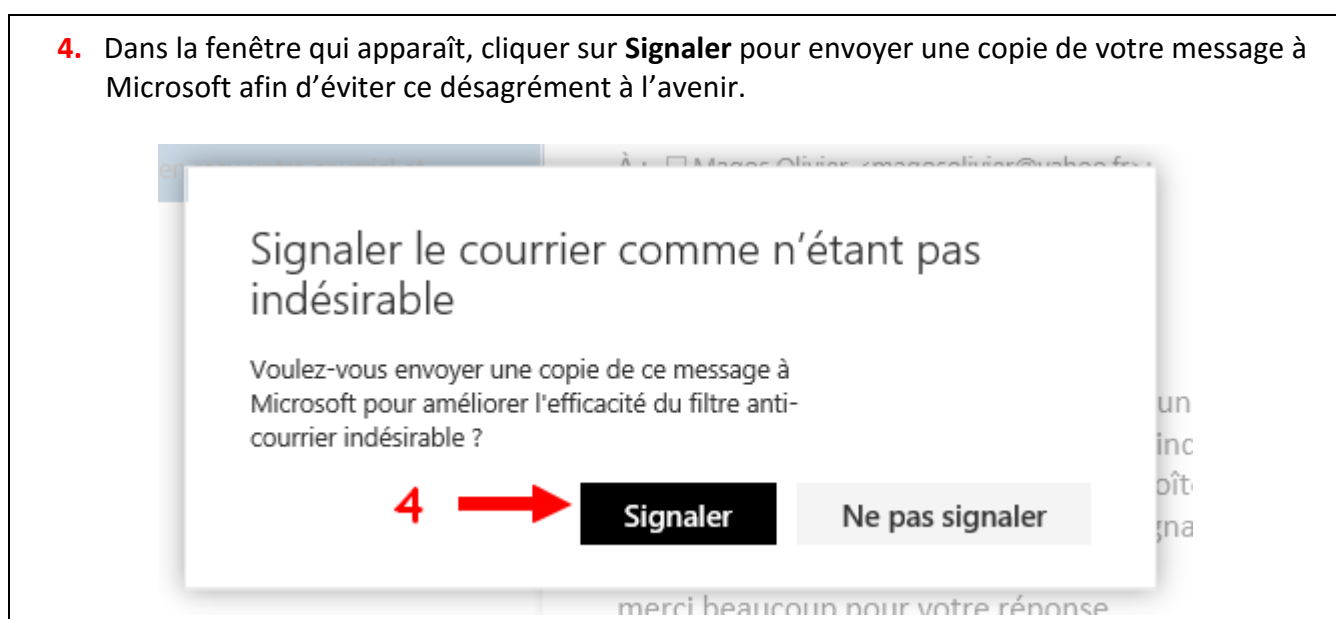 4. Dans la fenêtre qui apparaît, cliquer sur Signaler pour envoyer une copie de votre message à
Microsoft afin d’éviter ce désagrément à l’avenir.
Signaler le courrier comme n’étant pas
indésirable
Voulez-vous envoyer une copie de ce message à
Microsoft pour améliorer l'efficacité du filtre anti-
courrier indésirable ?
un
4
Signaler
Ne pas signaler
merci beaucoup pour votre réponse